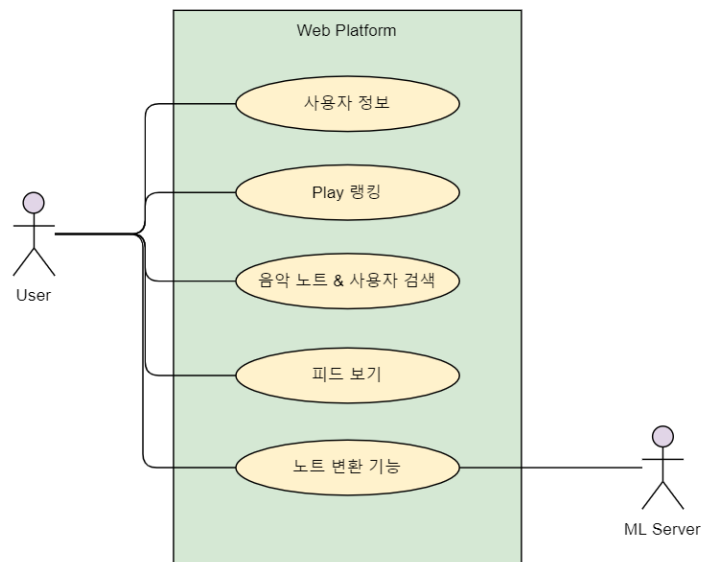 Web Platform
사용자 정보
Play 랭킹
음악 노트 & 사용자 검색
User
피드 보기
노트 변환 기능
ML Server